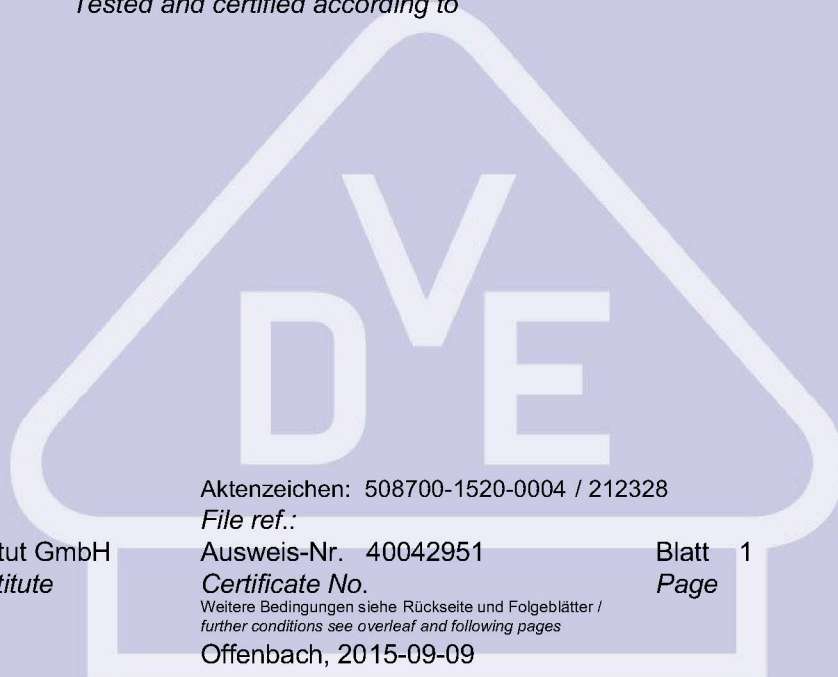 Tested and certified according to
VDE
Aktenzeichen: 508700-1520-0004 / 212328
File ref.:
tut GmbH Ausweis-Nr. 40042951 Blatt 1
titute Certificate No. Page
Weitere Bedingungen siehe Rückseite und Folgeblätter /
further conditions see overleaf and following pages
Offenbach, 2015-09-09